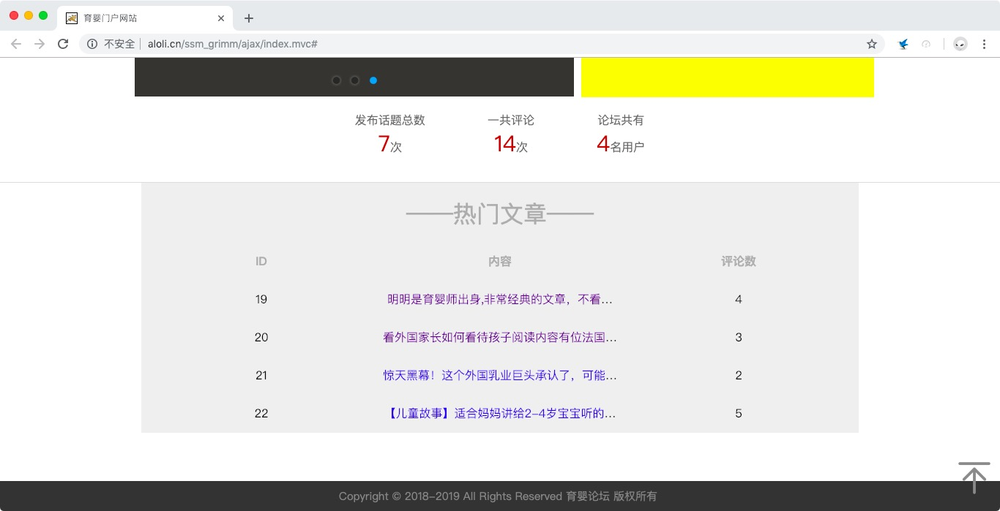 育婴门户网站
不安全 aloli.cn/ssm_grimm/ajax/index.mvc#
发布话题总数 一共评论 论坛共有
7次 14次 4名用户
——热门文章——
ID 内容 评论数
19 明明是育婴师出身,非常经典的文章，不看... 4
20 看外国家长如何看待孩子阅读内容有位法国... 3
21 惊天黑幕！这个外国乳业巨头承认了，可能... 2
22 【儿童故事】适合妈妈讲给2-4岁宝宝听的... 5
Copyright © 2018-2019 All Rights Reserved 育婴论坛 版权所有